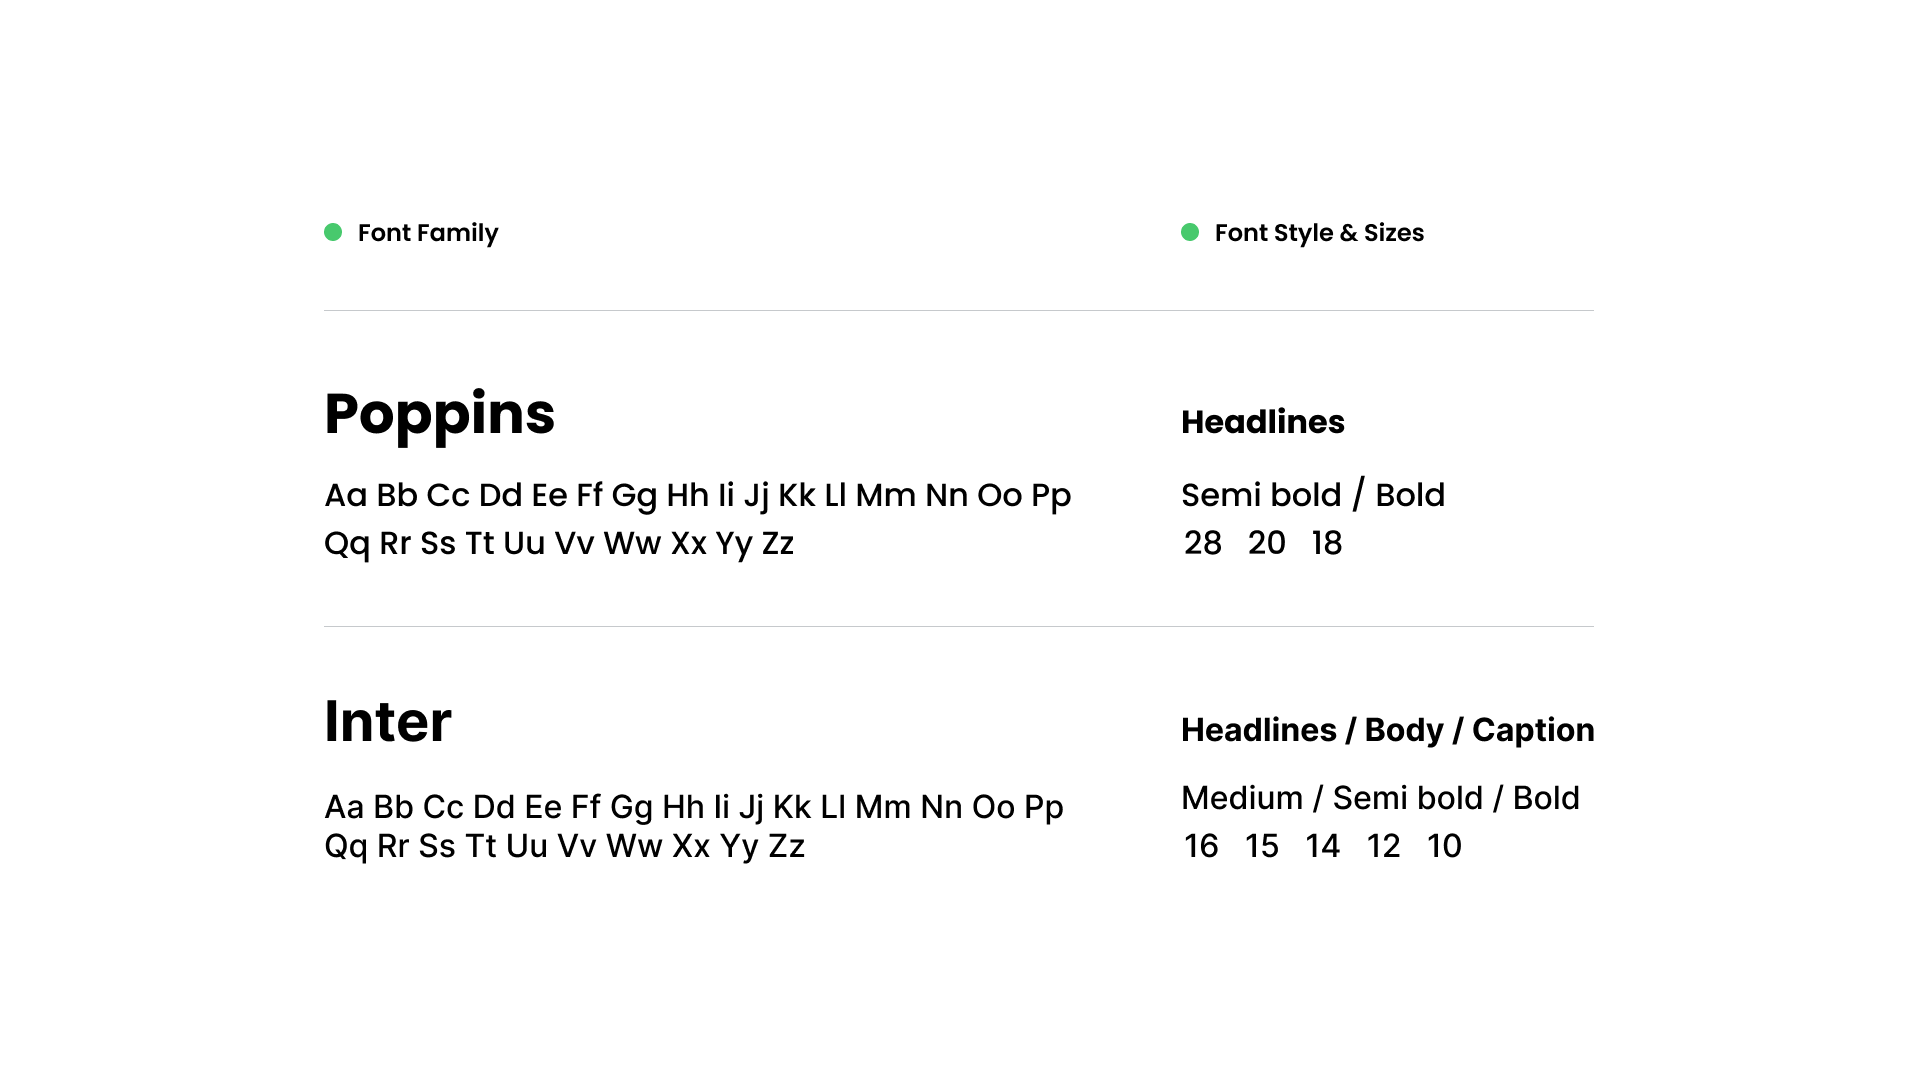 Font Family
Font Style & Sizes
Poppins
Headlines
Aa Bb Cc Dd Ee Ff Gg Hh Ii Jj Kk Ll Mm Nn Oo Pp
Qq Rr Ss Tt Uu Vv Ww Xx Yy Zz
Semi bold / Bold
28 20 18
Inter
Headlines / Body / Caption
Aa Bb Cc Dd Ee Ff Gg Hh Ii Jj Kk Ll Mm Nn Oo Pp
Qq Rr Ss Tt Uu Vv Ww Xx Yy Zz
Medium / Semi bold / Bold
16 15 14 12 10